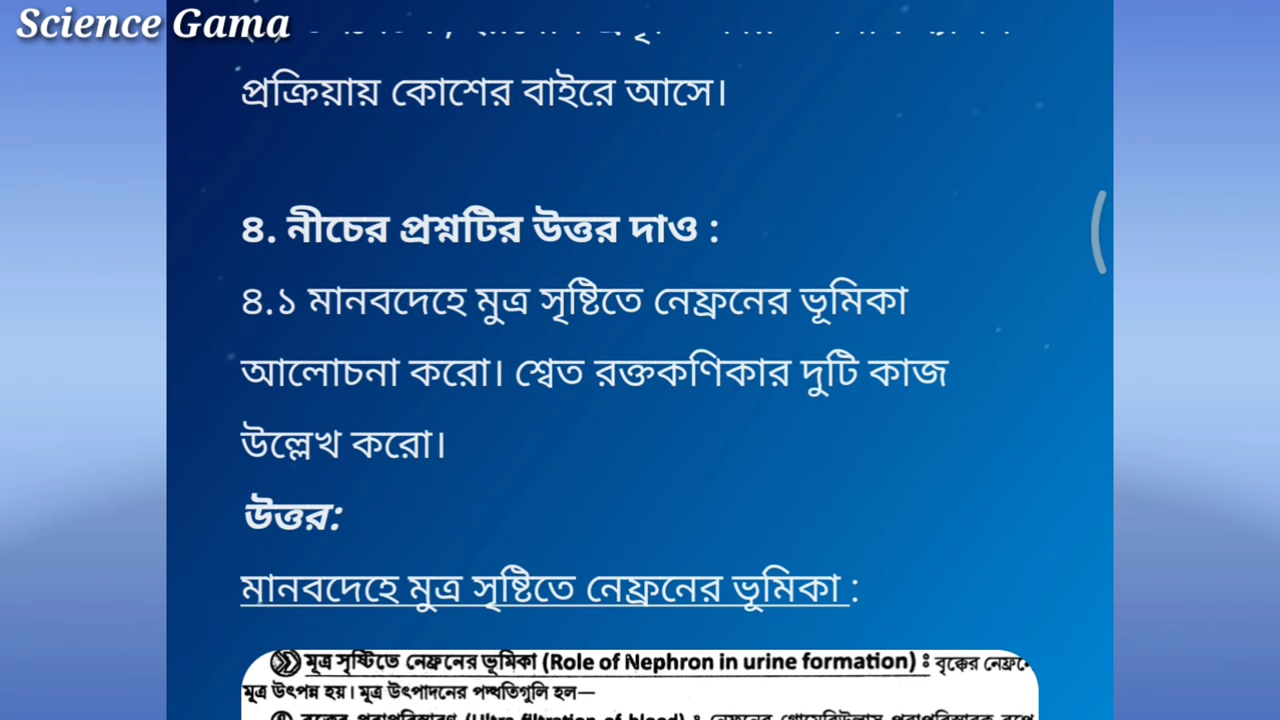 Science Gama
প্রক্রিয়ায় কোশের বাইরে আসে।
৪. নীচের প্রশ্নটির উত্তর দাও :
৪.১ মানবদেহে মুত্র সৃষ্টিতে নেফ্রনের ভূমিকা
আলোচনা করো। শ্বেত রক্তকণিকার দুটি কাজ
উল্লেখ করো।
উত্তর:
মানবদেহে মুত্র সৃষ্টিতে নেফ্রনের ভূমিকা :
মূত্র সৃষ্টিতে নেফ্রনের ভূমিকা (Role of Nephron in urine formation) : বৃক্কের
মূত্র উৎপন্ন হয়। মূত্র উৎপাদনের পদ্ধতিগুলি হল—